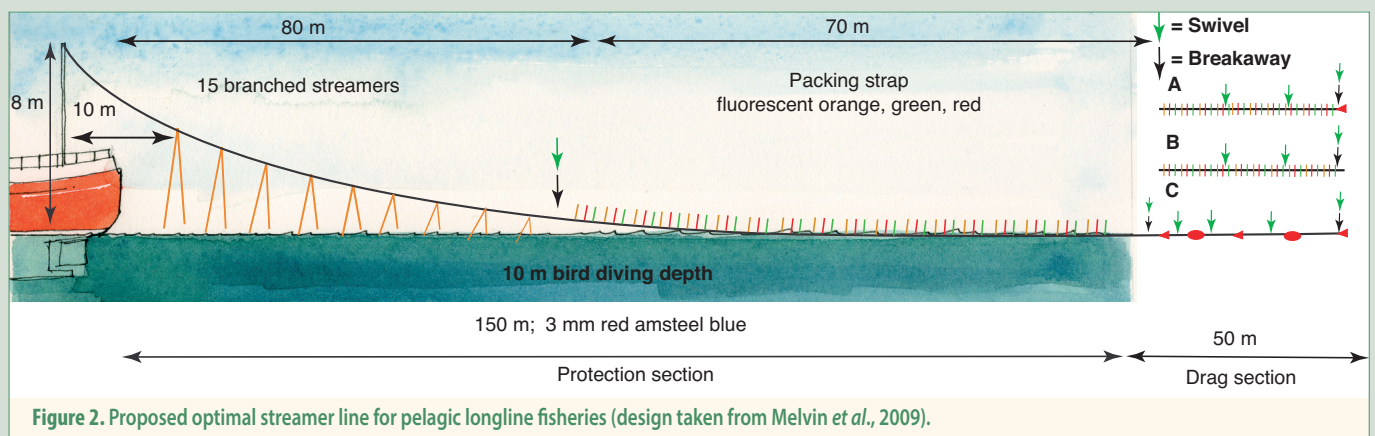 80 m
70 m
= Swivel
= Breakaway
15 branched streamers
Packing strap
fluorescent orange, green, red
8 m
10 m
A
B
C
10 m bird diving depth
150 m; 3 mm red amsteel blue
50 m
Protection section
Drag section
Figure 2. Proposed optimal streamer line for pelagic longline fisheries (design taken from Melvin et al., 2009).